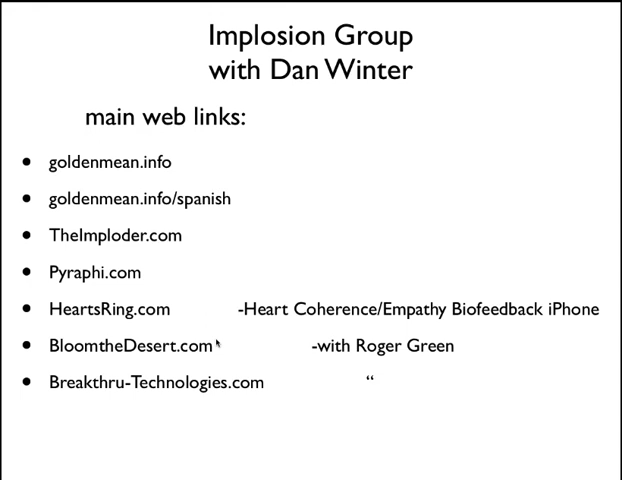 Implosion Group
with Dan Winter
main web links:
• goldenmean.info
• goldenmean.info/spanish
• TheImploder.com
• Pyraphi.com
• HeartsRing.com -Heart Coherence/Empathy Biofeedback iPhone
• BloomtheDesert.com -with Roger Green
• Breakthru-Technologies.com “